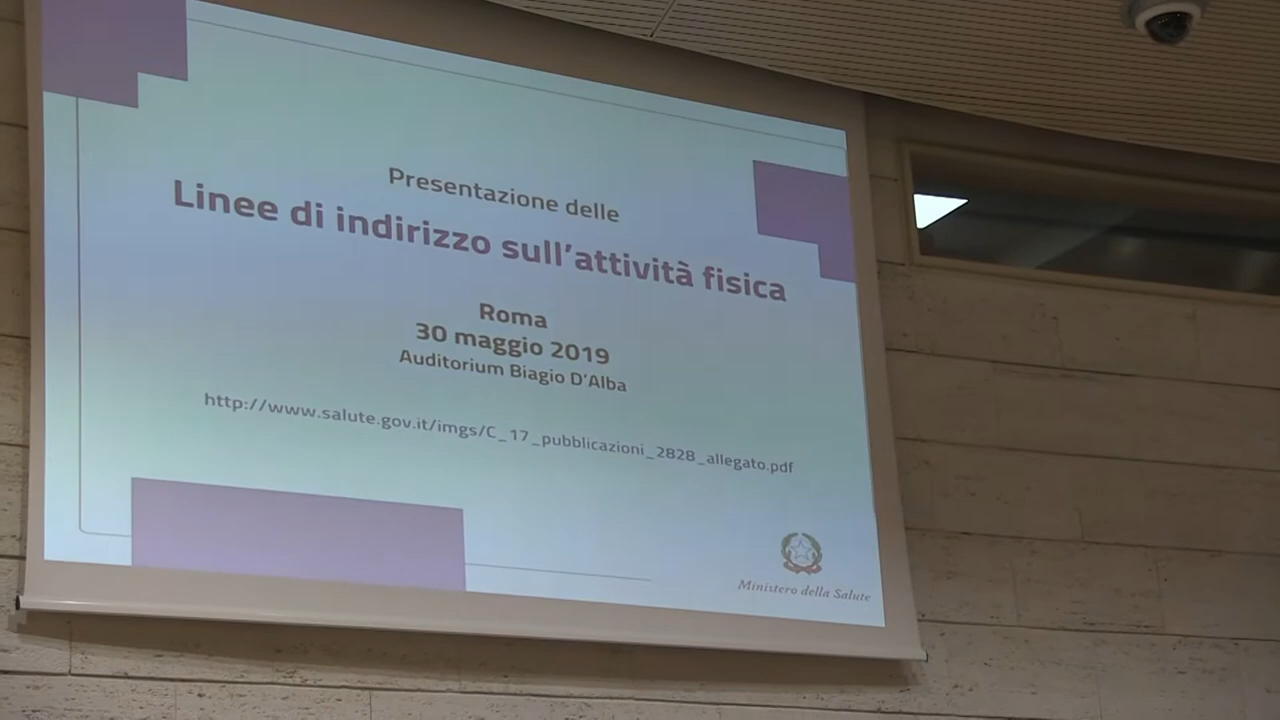 Presentazione delle
Linee di indirizzo sull'attività fisica
Roma
30 maggio 2019
Auditorium Biagio D'Alba
http://www.salute.gov.it/imgs/C_17_pubblicazioni_2828_allegato.pdf
Ministero della Salute